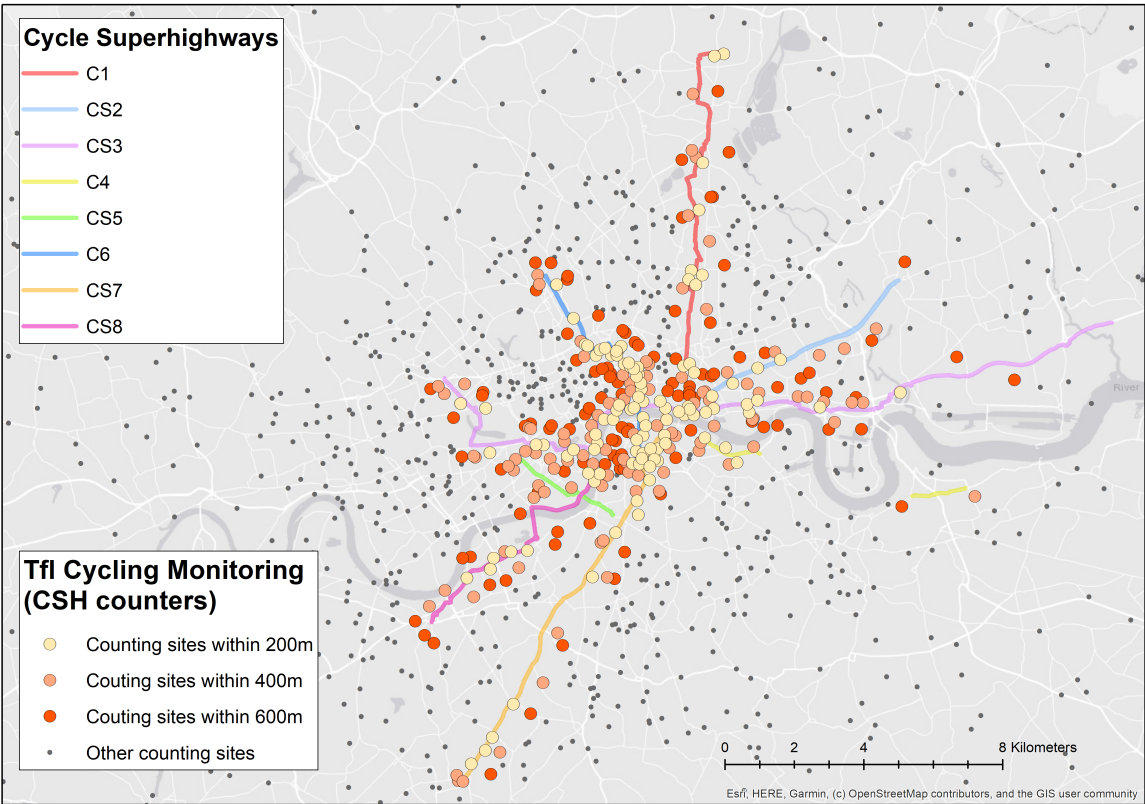 Cycle Superhighways
C1
CS2
CS3
C4
CS5
C6
CS7
CS8
River
Tfl Cycling Monitoring
(CSH counters)
Counting sites within 200m
Couting sites within 400m
Couting sites within 600m
Other counting sites
0 2 4 8 Kilometers
Esri, HERE, Garmin, (c) OpenStreetMap contributors, and the GIS user community